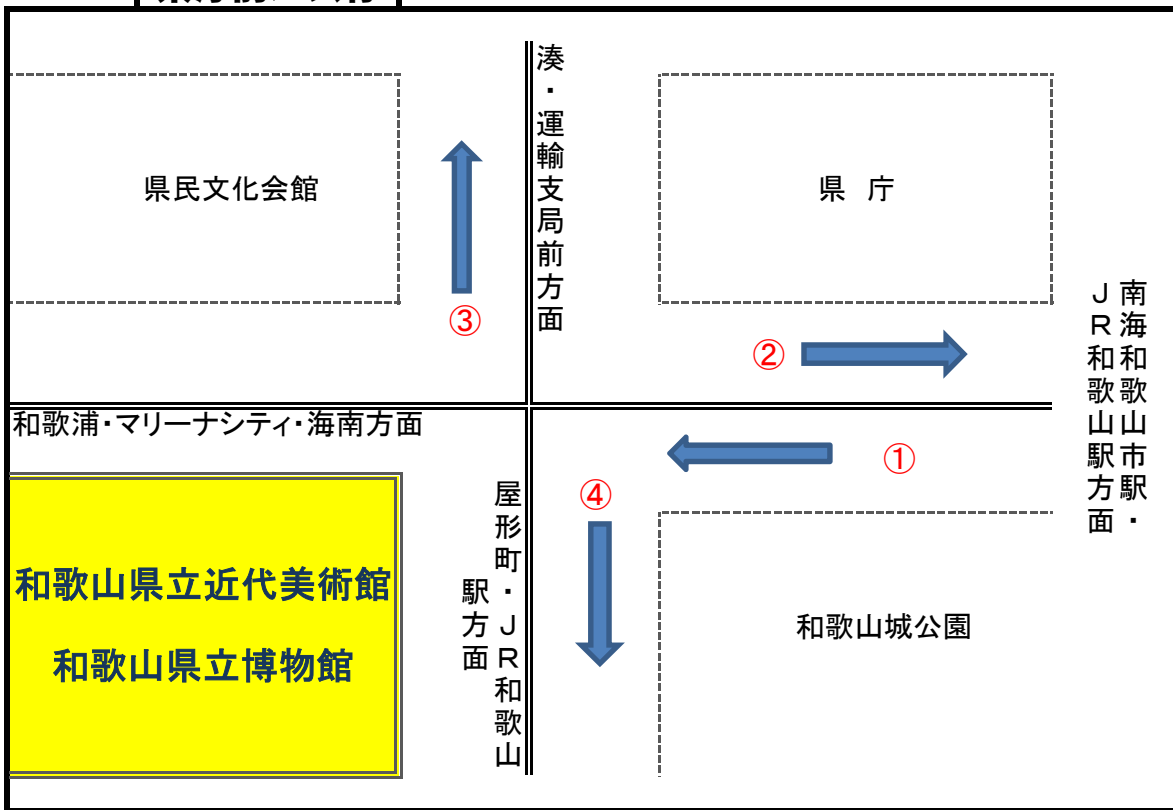 湊・運輸支局前方面
県民文化会館
県 庁
③
②
南海和歌山市駅・
JR和歌山駅方面
和歌浦・マリーナシティ・海南方面
①
④
屋形町・JR和歌山
駅方面
和歌山県立近代美術館
和歌山県立博物館
和歌山城公園